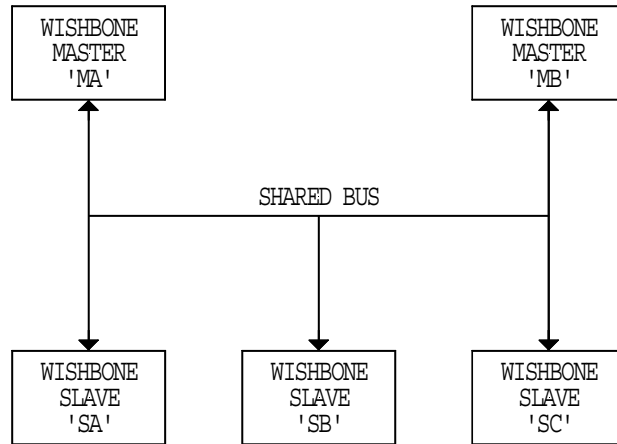 WISHBONE
MASTER
'MA'
WISHBONE
MASTER
'MB'
SHARED BUS
WISHBONE
SLAVE
'SA'
WISHBONE
SLAVE
'SB'
WISHBONE
SLAVE
'SC'